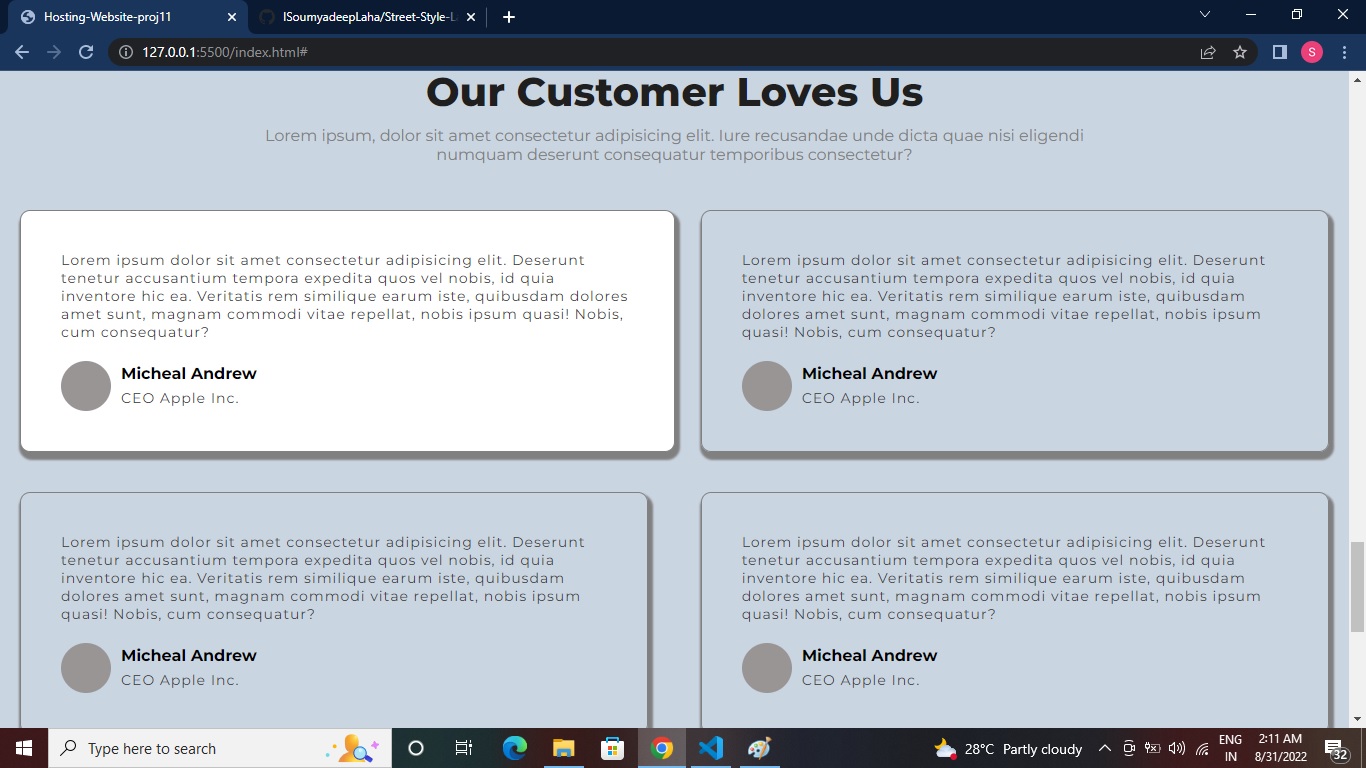 Hosting-Website-proj11
ISoumyadeepLaha/Street-Style-L
127.0.0.1:5500/index.html#
S
Our Customer Loves Us
Lorem ipsum, dolor sit amet consectetur adipisicing elit. Iure recusandae unde dicta quae nisi eligendi
numquam deserunt consequatur temporibus consectetur?
Lorem ipsum dolor sit amet consectetur adipisicing elit. Deserunt
tenetur accusantium tempora expedita quos vel nobis, id quia
inventore hic ea. Veritatis rem similique earum iste, quibusdam dolores
amet sunt, magnam commodi vitae repellat, nobis ipsum quasi! Nobis,
cum consequatur?
Micheal Andrew
CEO Apple Inc.
Lorem ipsum dolor sit amet consectetur adipisicing elit. Deserunt
tenetur accusantium tempora expedita quos vel nobis, id quia
inventore hic ea. Veritatis rem similique earum iste, quibusdam
dolores amet sunt, magnam commodi vitae repellat, nobis ipsum
quasi! Nobis, cum consequatur?
Micheal Andrew
CEO Apple Inc.
Lorem ipsum dolor sit amet consectetur adipisicing elit. Deserunt
tenetur accusantium tempora expedita quos vel nobis, id quia
inventore hic ea. Veritatis rem similique earum iste, quibusdam
dolores amet sunt, magnam commodi vitae repellat, nobis ipsum
quasi! Nobis, cum consequatur?
Micheal Andrew
CEO Apple Inc.
Lorem ipsum dolor sit amet consectetur adipisicing elit. Deserunt
tenetur accusantium tempora expedita quos vel nobis, id quia
inventore hic ea. Veritatis rem similique earum iste, quibusdam
dolores amet sunt, magnam commodi vitae repellat, nobis ipsum
quasi! Nobis, cum consequatur?
Micheal Andrew
CEO Apple Inc.
Type here to search
28°C Partly cloudy
ENG
IN
2:11 AM
8/31/2022
32